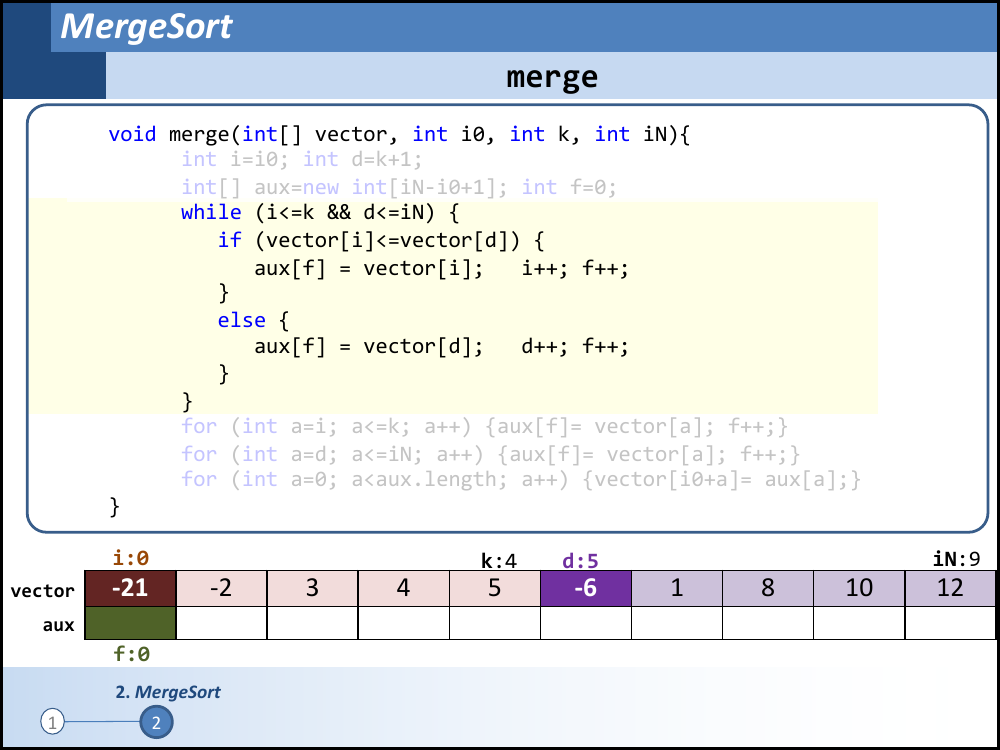 MergeSort
merge
void merge(int[] vector, int i0, int k, int iN){
int i=i0; int d=k+1;
int[] aux=new int[iN-i0+1]; int f=0;
while (i<=k && d<=iN) {
if (vector[i]<=vector[d]) {
aux[f] = vector[i];   i++; f++;
}
else {
aux[f] = vector[d];   d++; f++;
}
}
for (int a=i; a<=k; a++) {aux[f]= vector[a]; f++;}
for (int a=d; a<=iN; a++) {aux[f]= vector[a]; f++;}
for (int a=0; a<aux.length; a++) {vector[i0+a]= aux[a];}
}
i:0 k:4 d:5 iN:9
vector -21 -2 3 4 5 -6 1 8 10 12
aux
f:0
2. MergeSort
1 2